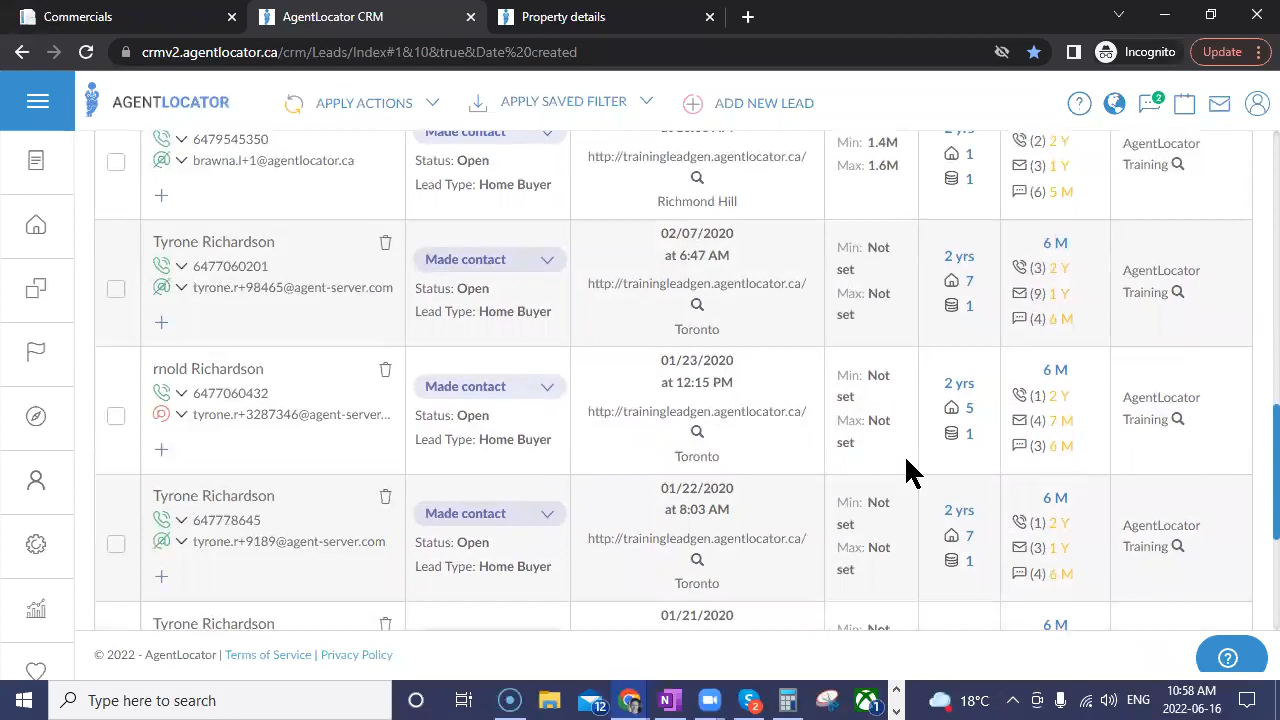 Commercials
AgentLocator CRM
Property details
crmv2.agentlocator.ca/crm/Leads/Index#1&10&true&Date%20created
Incognito
Update
AGENTLOCATOR
APPLY ACTIONS
APPLY SAVED FILTER
ADD NEW LEAD
2
6479545350
brawna.l+1@agentlocator.ca
Made contact
Status: Open
Lead Type: Home Buyer
http://trainingleadgen.agentlocator.ca/
Richmond Hill
Min: 1.4M
Max: 1.6M
2 yrs
1
1
(2) 2 Y
(3) 1 Y
(6) 5 M
AgentLocator
Training
Tyrone Richardson
6477060201
tyrone.r+98465@agent-server.com
Made contact
Status: Open
Lead Type: Home Buyer
02/07/2020
at 6:47 AM
http://trainingleadgen.agentlocator.ca/
Toronto
Min: Not
set
Max: Not
set
2 yrs
7
1
6 M
(3) 2 Y
(9) 1 Y
(4) 6 M
AgentLocator
Training
rnold Richardson
6477060432
tyrone.r+3287346@agent-server...
Made contact
Status: Open
Lead Type: Home Buyer
01/23/2020
at 12:15 PM
http://trainingleadgen.agentlocator.ca/
Toronto
Min: Not
set
Max: Not
set
2 yrs
5
1
6 M
(1) 2 Y
(4) 7 M
(3) 6 M
AgentLocator
Training
Tyrone Richardson
647778645
tyrone.r+9189@agent-server.com
Made contact
Status: Open
Lead Type: Home Buyer
01/22/2020
at 8:03 AM
http://trainingleadgen.agentlocator.ca/
Toronto
Min: Not
set
Max: Not
set
2 yrs
7
1
6 M
(1) 2 Y
(3) 1 Y
(4) 6 M
AgentLocator
Training
Tyrone Richardson
01/21/2020
Min: Not
6 M
© 2022 - AgentLocator | Terms of Service | Privacy Policy
Type here to search
12
2
1
18°C
ENG
10:58 AM
2022-06-16